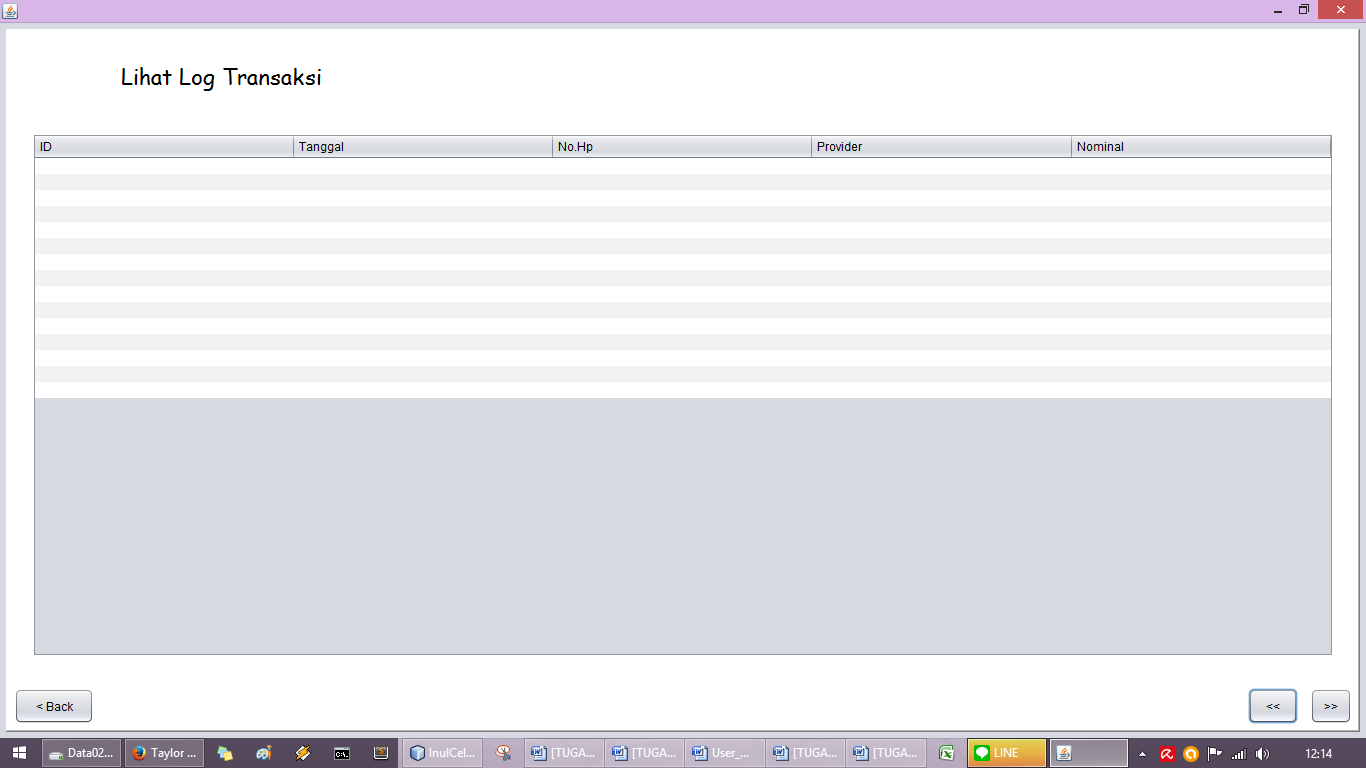 Lihat Log Transaksi
ID Tanggal No.Hp Provider Nominal
< Back << >>
Data02... Taylor ... C:\. S InulCel... [TUGA... [TUGA... User_... [TUGA... [TUGA... LINE 12:14